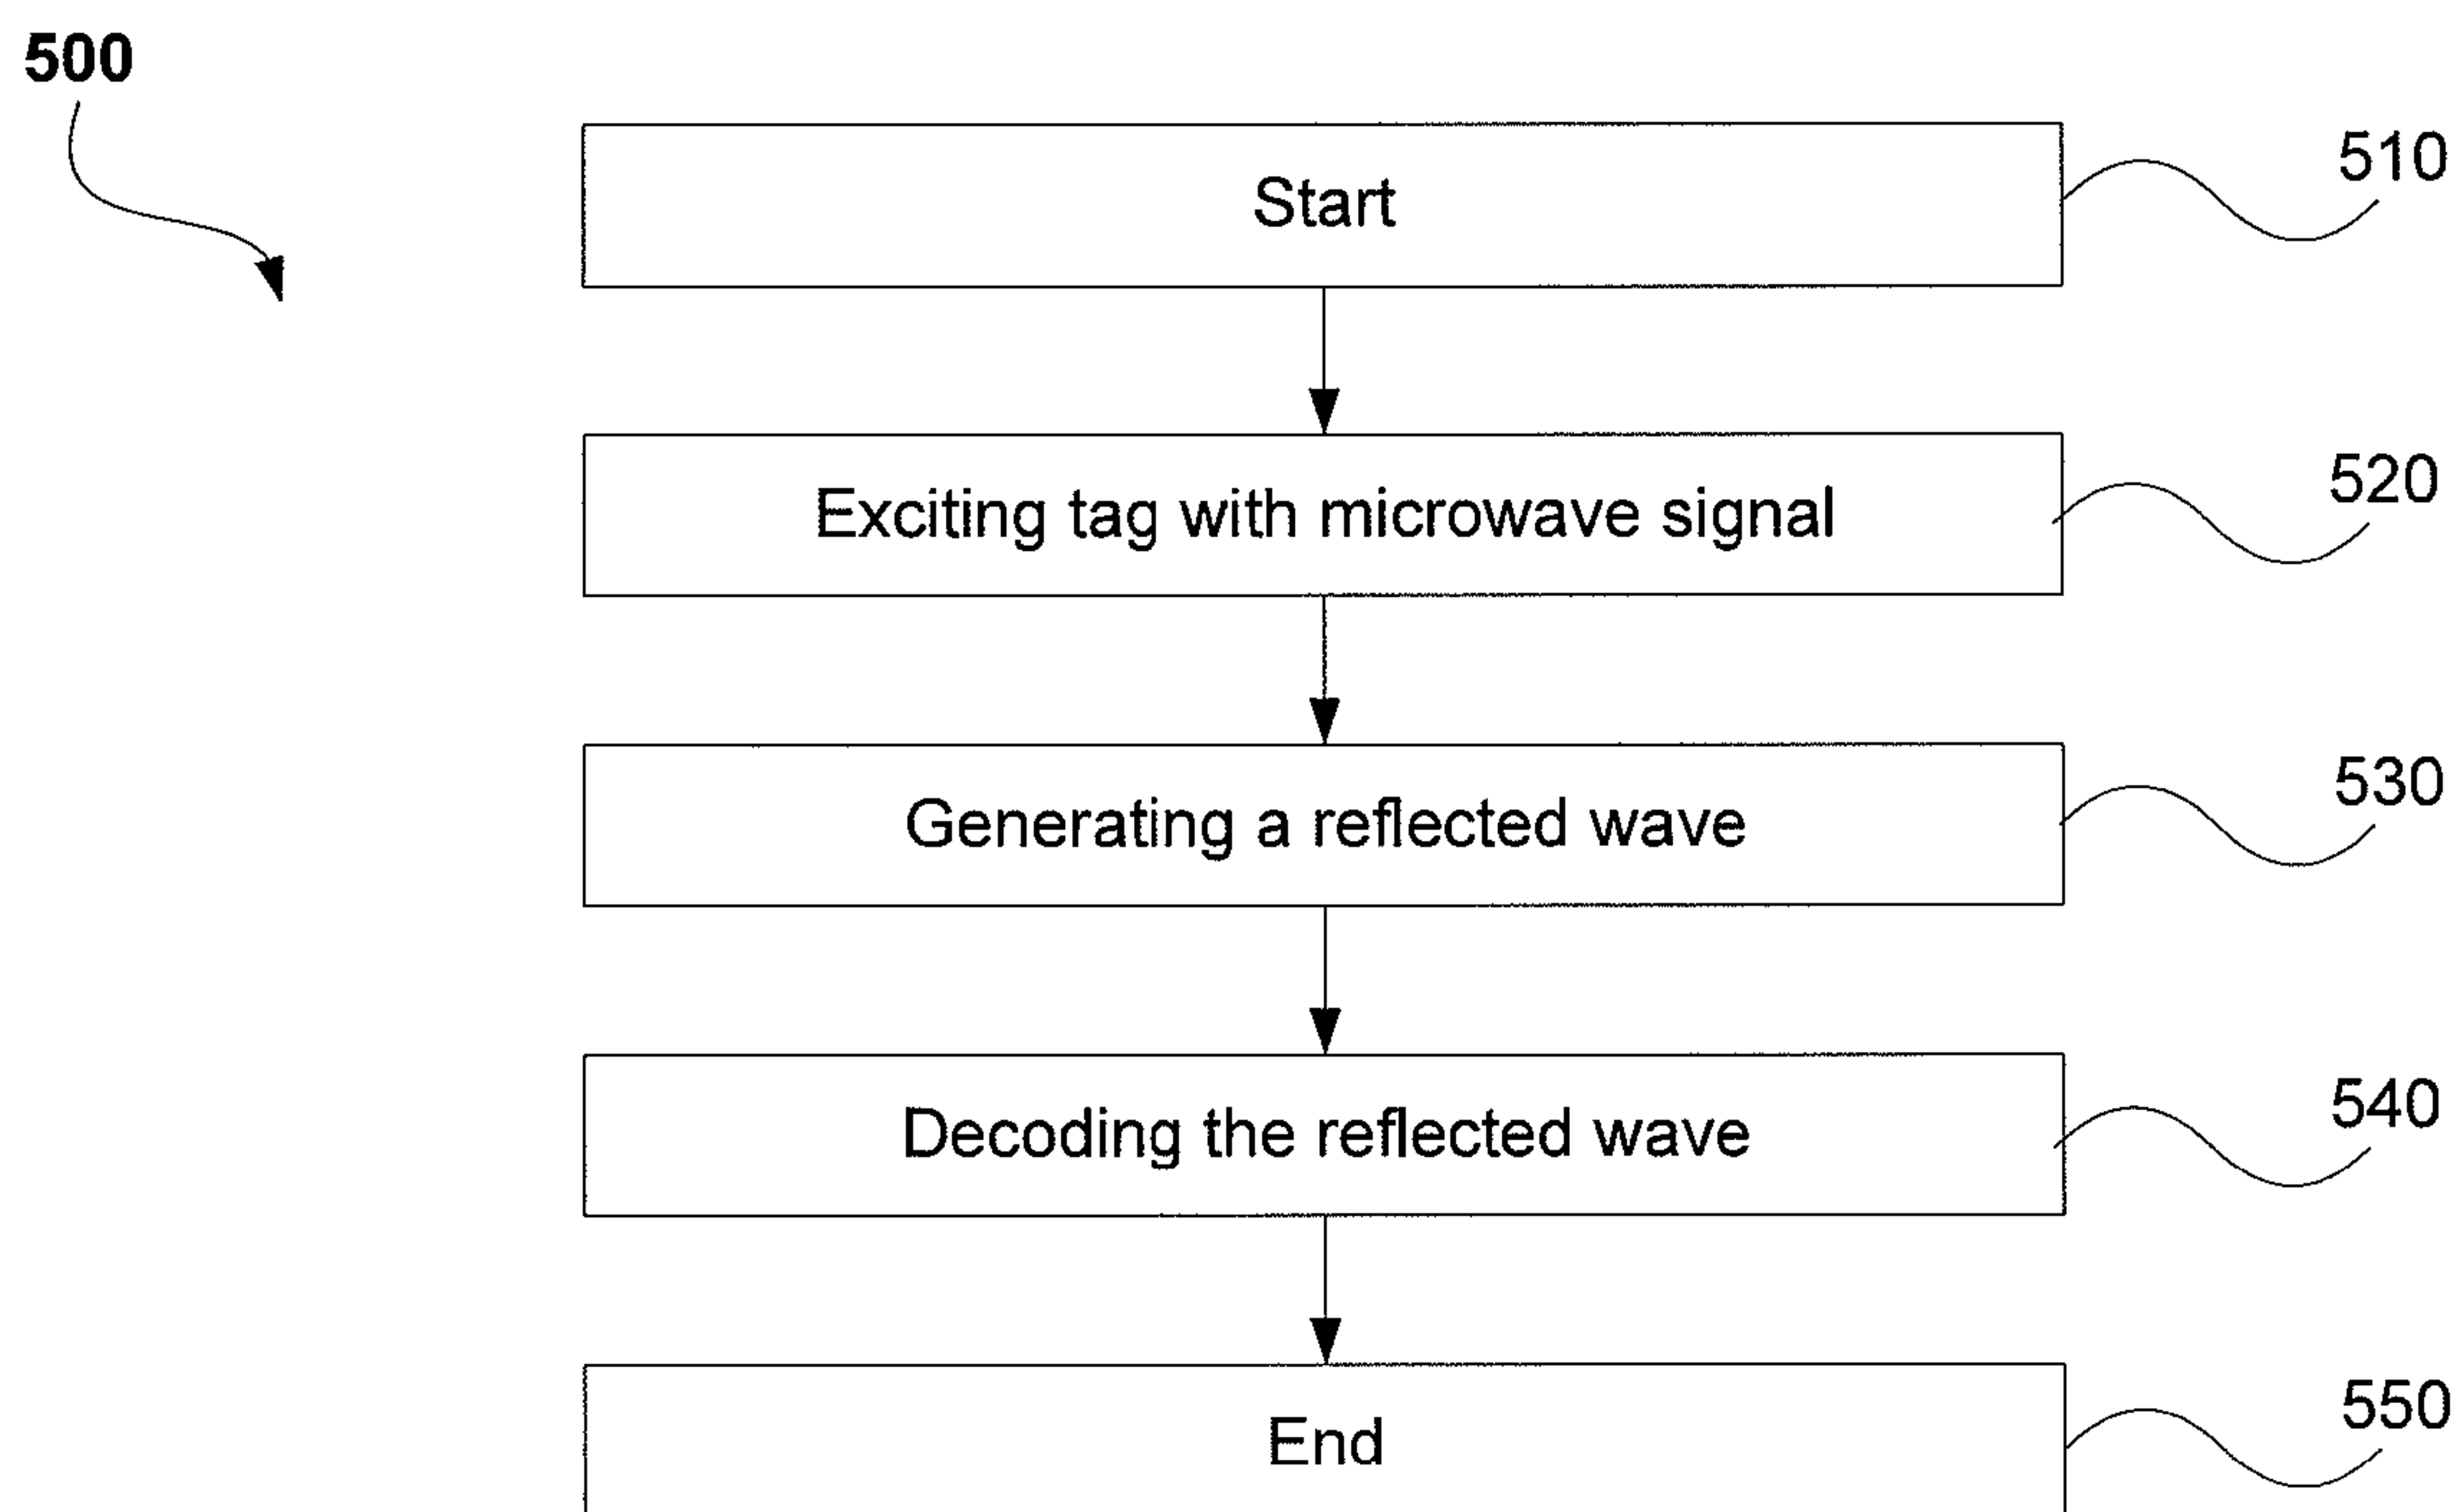 500
Start
510
Exciting tag with microwave signal
520
Generating a reflected wave
530
Decoding the reflected wave
540
End
550